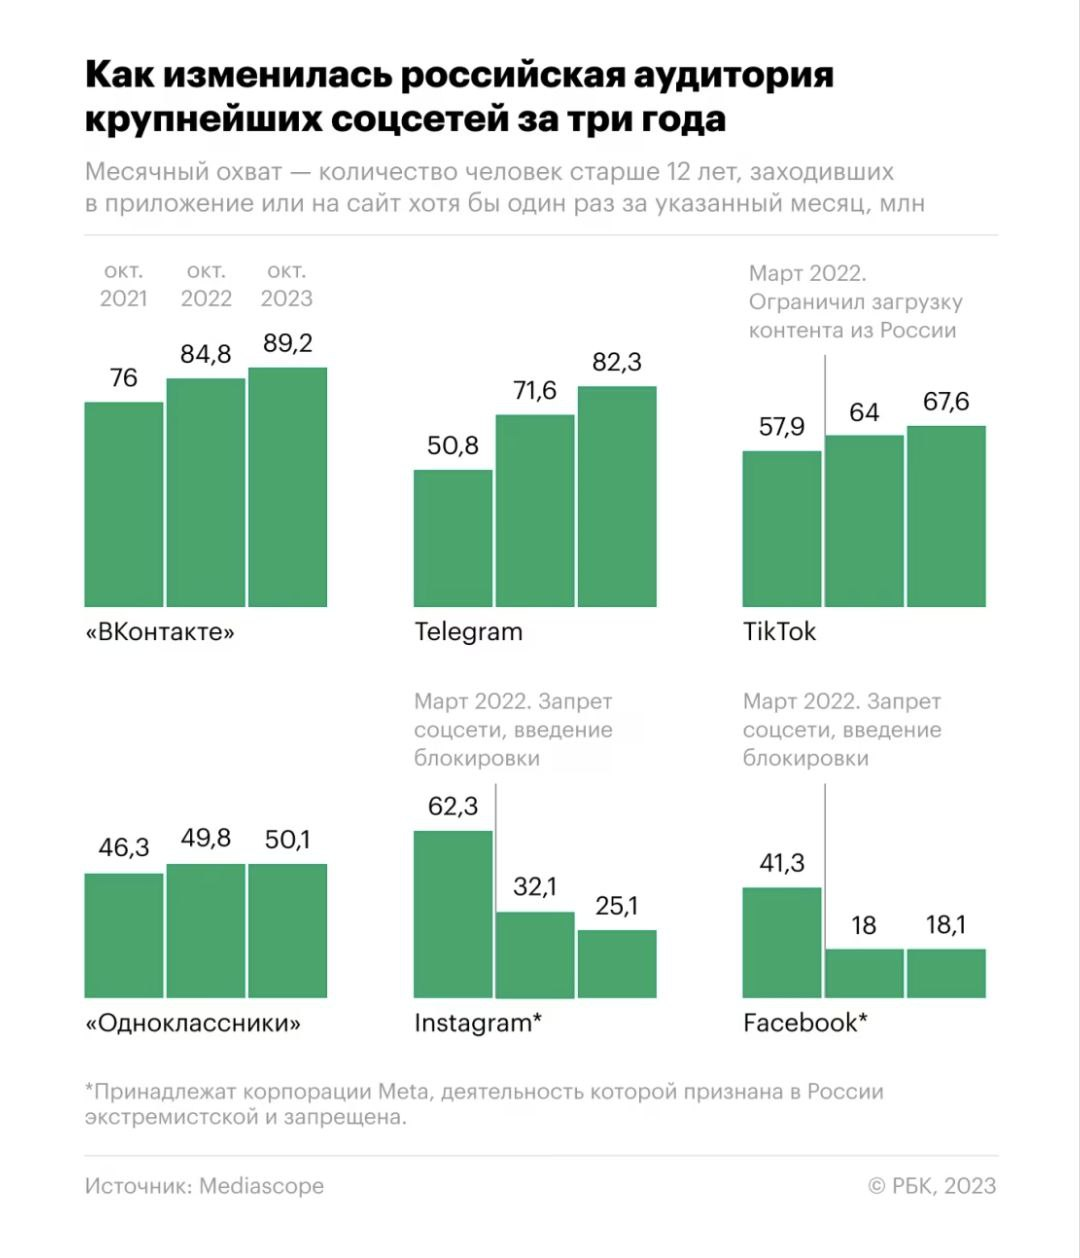 Как изменилась российская аудитория
крупнейших соцсетей за три года
Месячный охват — количество человек старше 12 лет, заходивших
в приложение или на сайт хотя бы один раз за указанный месяц, млн
окт.
2021
окт.
2022
окт.
2023
76
84,8
89,2
«ВКонтакте»
50,8
71,6
82,3
Telegram
Март 2022.
Ограничил загрузку
контента из России
57,9
64
67,6
TikTok
46,3
49,8
50,1
«Одноклассники»
Март 2022. Запрет
соцсети, введение
блокировки
62,3
32,1
25,1
Instagram*
Март 2022. Запрет
соцсети, введение
блокировки
41,3
18
18,1
Facebook*
*Принадлежат корпорации Meta, деятельность которой признана в России
экстремистской и запрещена.
Источник: Mediascope
© РБК, 2023